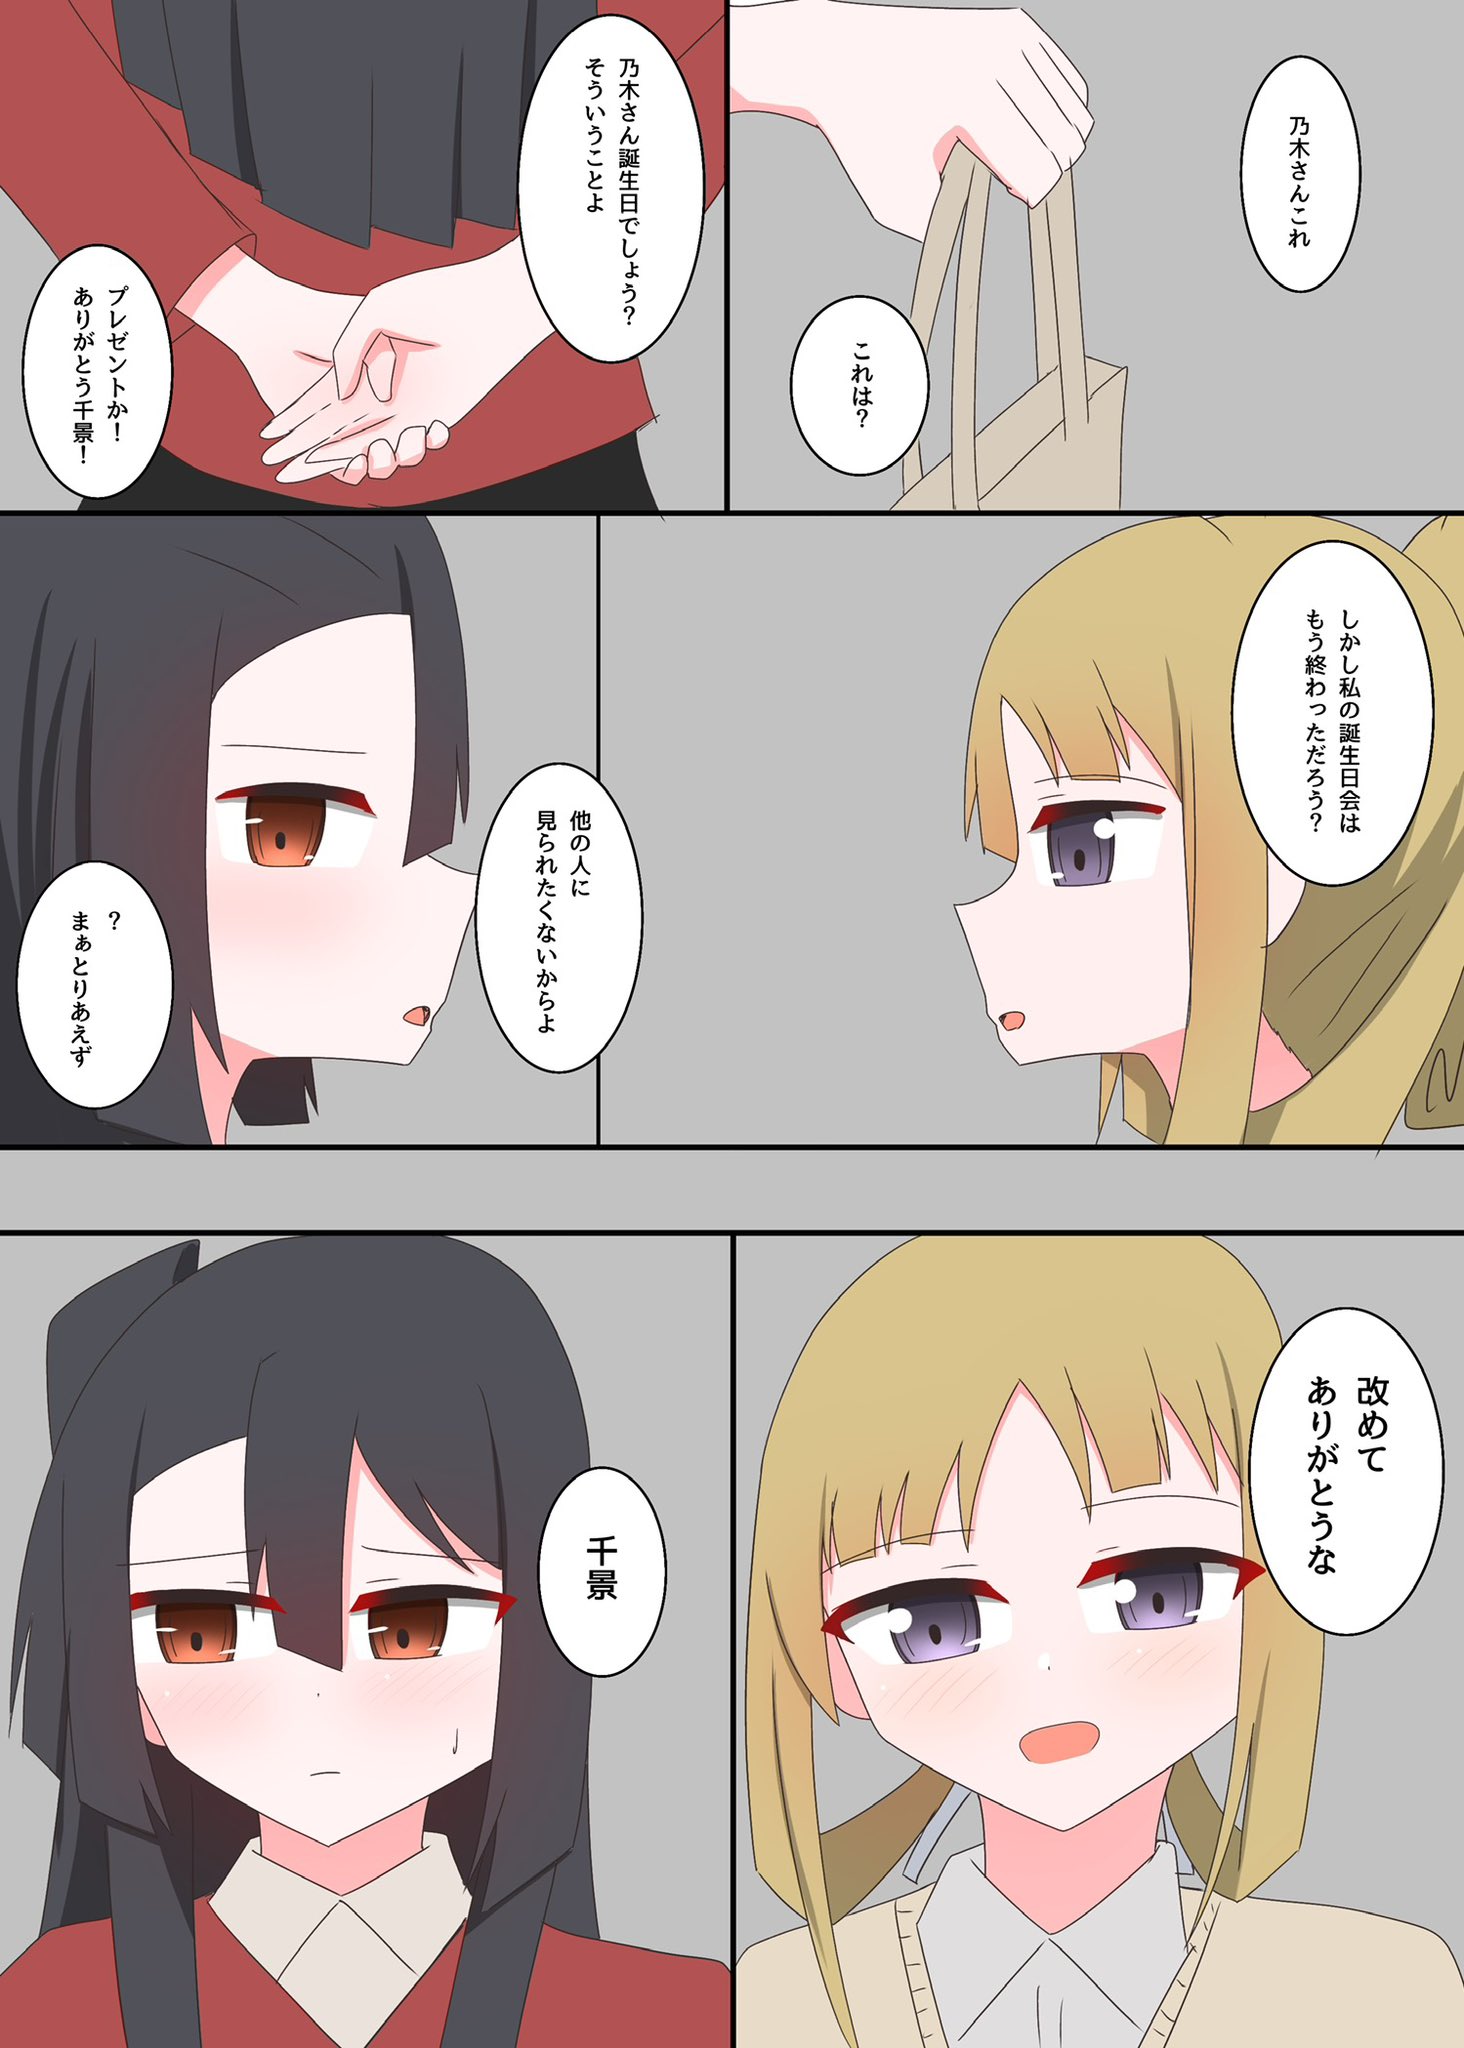 乃木さんこれ
これは？
乃木さん誕生日でしょう？
そういうことよ
プレゼントか！
ありがとう千景！
しかし私の誕生日会は
もう終わっただろう？
他の人に
見られたくないからよ
？
まぁとりあえず
改めて
ありがとうな
千景